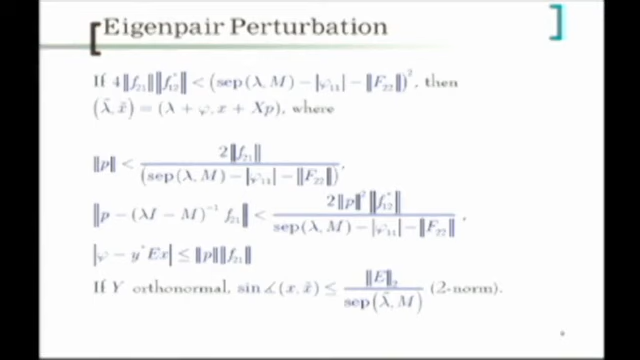 Eigenpair Perturbation
If 4‖f₂₁‖‖f₁₂*‖ < (sep(λ, M) − |φ₁₁| − ‖F₂₂‖)², then
(λ̃, x̃) = (λ + φ, x + Xp), where
‖p‖ < 2‖f₂₁‖ / (sep(λ, M) − |φ₁₁| − ‖F₂₂‖),
‖p − (λI − M)⁻¹ f₂₁‖ < 2‖p‖²‖f₁₂*‖ / (sep(λ, M) − |φ₁₁| − ‖F₂₂‖),
|φ − y*Ex| ≤ ‖p‖‖f₂₁‖
If Y orthonormal, sin ∠(x, x̃) ≤ ‖E‖₂ / sep(λ̃, M) (2-norm).